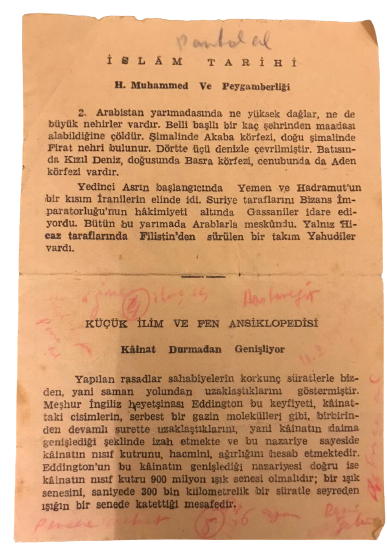 İSLÂM TARİHİ
H. Muhammed Ve Peygamberliği
2. Arabistan yarımadasında ne yüksek dağlar, ne de
büyük nehirler vardır. Belli başlı bir kaç şehrinden maadası
alabildiğine çöldür. Şimalinde Akaba körfezi, doğu şimalinde
Fırat nehri bulunur. Dörtte üçü denizle çevrilmiştir. Batısın-
da Kızıl Deniz, doğusunda Basra körfezi, cenubunda da Aden
körfezi vardır.
Yedinci Asrın başlangıcında Yemen ve Hadramut'un
bir kısım İranilerin elinde idi. Suriye taraflarını Bizans İm-
paratorluğu'nun hâkimiyeti altında Gassaniler idare edi-
yordu. Bütün bu yarımada Arablarla meskûndu. Yalnız Hi-
caz taraflarında Filistin'den sürülen bir takım Yahudiler
vardı.
KÜÇÜK İLİM VE FEN ANSİKLOPEDİSİ
Kâinat Durmadan Genişliyor
Yapılan rasadlar sahabiyelerin korkunç süratlerle biz-
den, yani saman yolundan uzaklaştıklarını göstermiştir.
Meşhur İngiliz heyetşinası Eddington bu keyfiyeti, kâinat-
taki cisimlerin, serbest bir gazin molekülleri gibi, birbirin-
den devamlı surette uzaklaştıklarını, yani kâinatın daima
genişlediği şeklinde izah etmekte ve bu nazariye sayesinde
kâinatın nısıf kutrunu, hacmini, ağırlığını hesab etmektedir.
Eddington'un bu kâinatın genişlediği nazariyesi doğru ise
kâinatın nısıf kutru 900 milyon ışık senesi olmalıdır; bir ışık
senesini, saniyede 300 bin kilometrelik bir süratle seyreden
ışığın bir senede katettiği mesafedir.